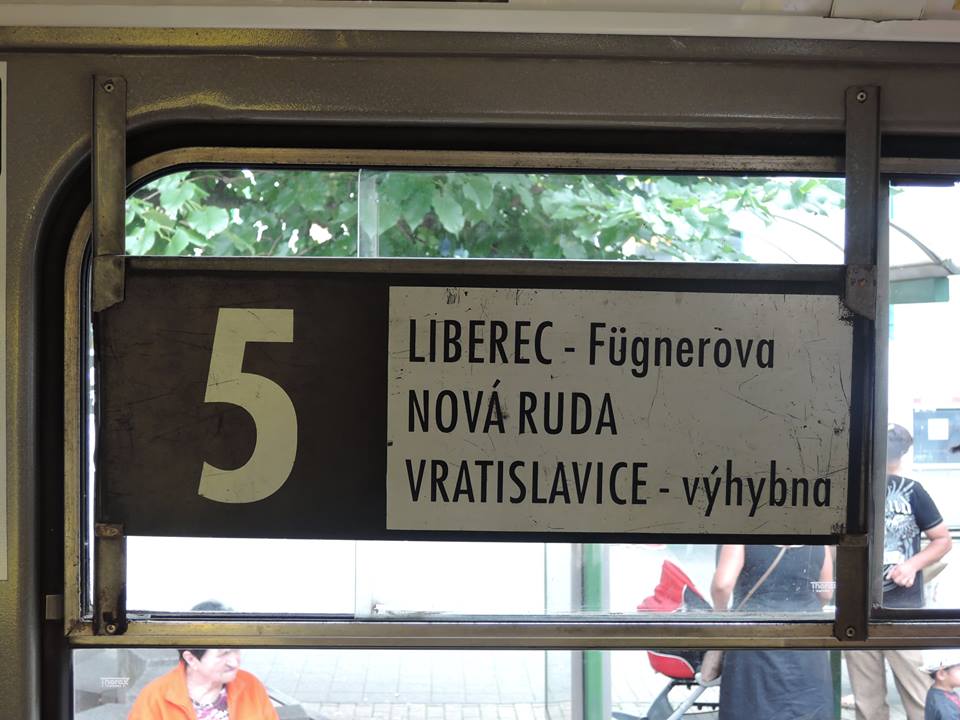 5
LIBEREC - Fügnerova
NOVÁ RUDA
VRATISLAVICE - výhybna